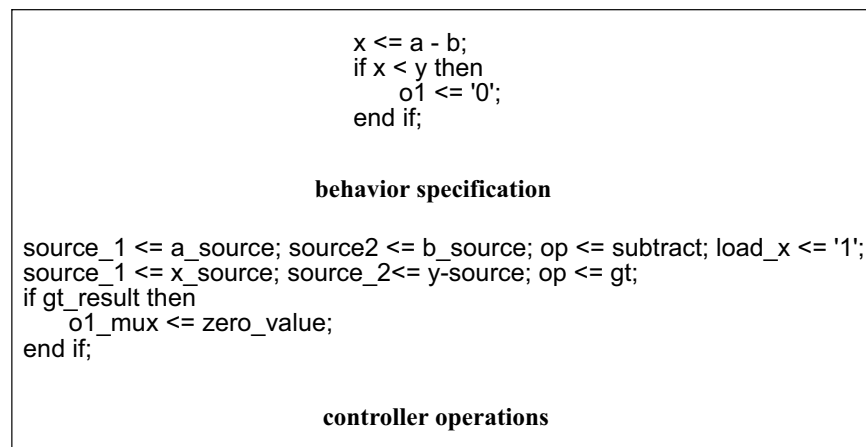 x <= a - b;
if x < y then
o1 <= '0';
end if;
behavior specification
source_1 <= a_source; source2 <= b_source; op <= subtract; load_x <= '1';
source_1 <= x_source; source_2<= y-source; op <= gt;
if gt_result then
o1_mux <= zero_value;
end if;
controller operations